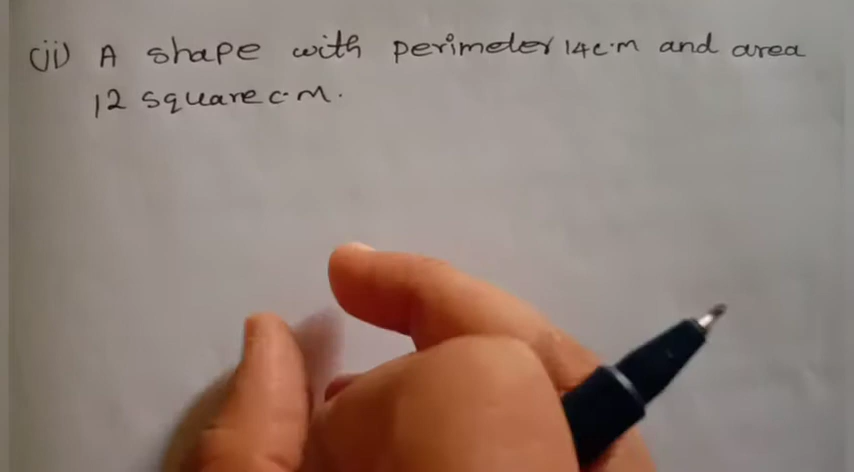 (ii) A shape with perimeter 14c.m and area
12 square c.m.